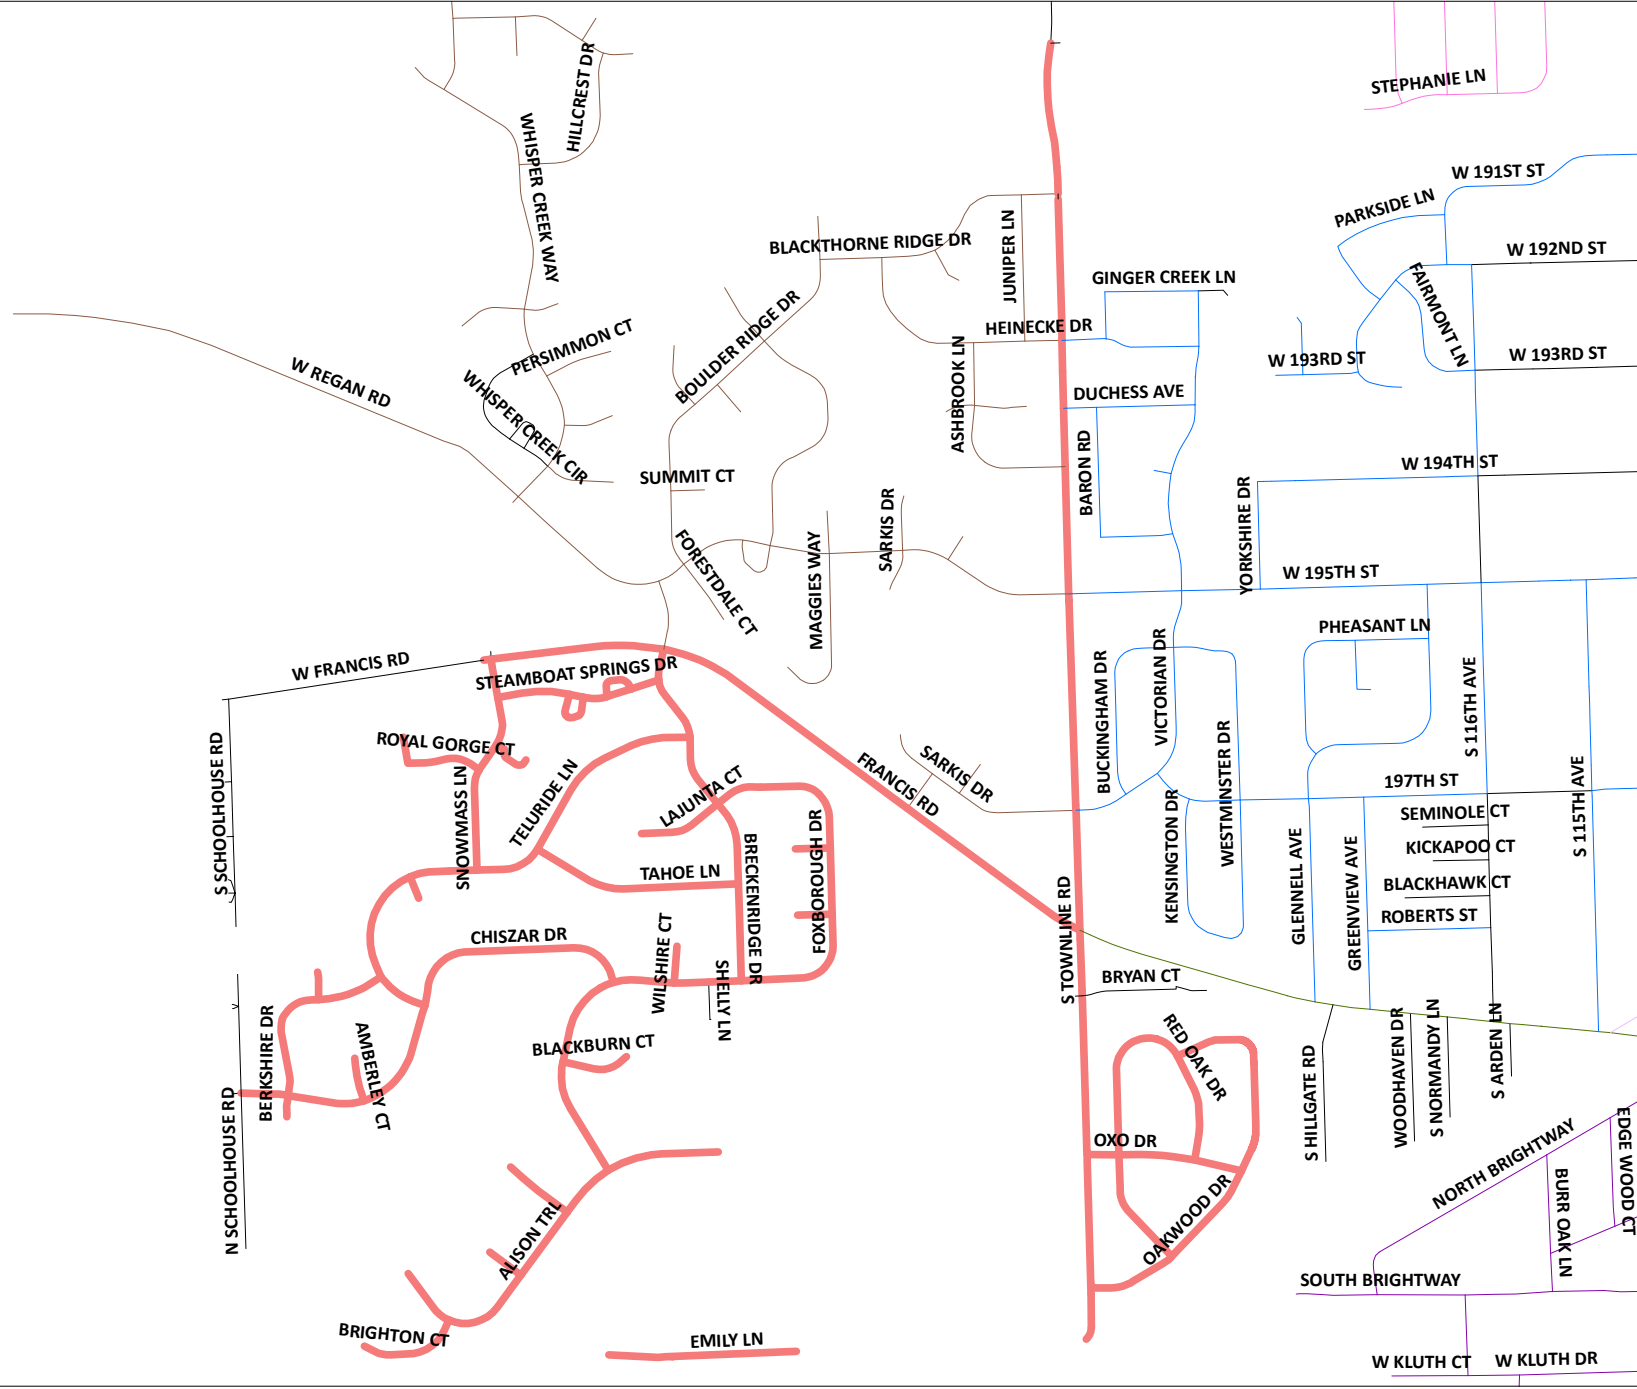 HILLCREST DR
STEPHANIE LN
WHISPER CREEK WAY
W 191ST ST
PARKSIDE LN
BLACKTHORNE RIDGE DR
JUNIPER LN
W 192ND ST
GINGER CREEK LN
FAIRMONT LN
BOULDER RIDGE DR
HEINECKE DR
PERSIMMON CT
W 193RD ST
W 193RD ST
W REGAN RD
WHISPER CREEK CIR
ASHBROOK LN
DUCHESS AVE
BARON RD
W 194TH ST
SUMMIT CT
YORKSHIRE DR
SARKIS DR
FORESTDALE CT
MAGGIES WAY
W 195TH ST
PHEASANT LN
W FRANCIS RD
STEAMBOAT SPRINGS DR
BUCKINGHAM DR
VICTORIAN DR
S 116TH AVE
S SCHOOLHOUSE RD
ROYAL GORGE CT
SNOWMASS LN
TELURIDE LN
LAJUNTA CT
FRANCIS RD
SARKIS DR
WESTMINSTER DR
KENSINGTON DR
197TH ST
S 115TH AVE
SEMINOLE CT
KICKAPOO CT
BLACKHAWK CT
ROBERTS ST
GLENNELL AVE
GREENVIEW AVE
TAHOE LN
BRECKENRIDGE DR
FOXBOROUGH DR
S TOWNLINE RD
CHISZAR DR
WILSHIRE CT
SHELLY LN
BRYAN CT
BERKSHIRE DR
AMBERLEY CT
BLACKBURN CT
RED OAK DR
S HILLGATE RD
WOODHAVEN DR
S NORMANDY LN
S ARDEN LN
N SCHOOLHOUSE RD
OXO DR
NORTH BRIGHTWAY
EDGE WOOD CT
BURR OAK LN
OAKWOOD DR
ALISON TRL
SOUTH BRIGHTWAY
BRIGHTON CT
EMILY LN
W KLUTH CT
W KLUTH DR